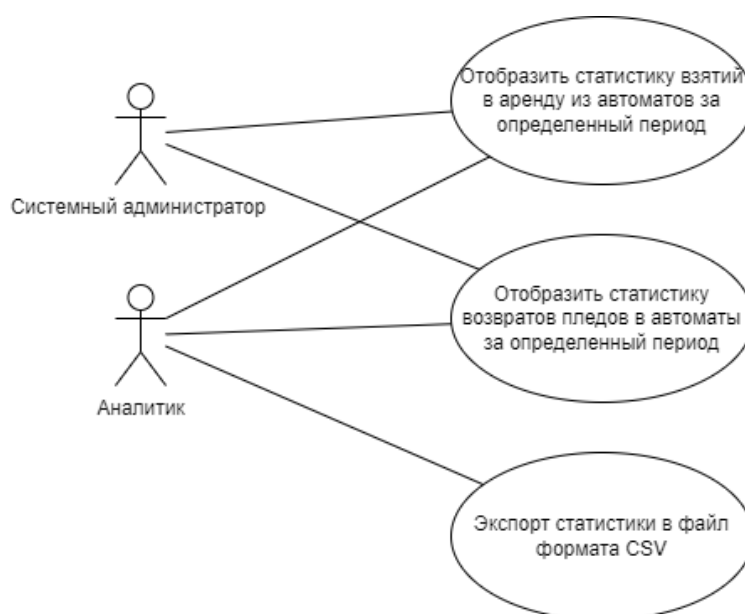 Отобразить статистику взятий
в аренду из автоматов за
определенный период
Системный администратор
Отобразить статистику
возвратов пледов в автоматы
за определенный период
Аналитик
Экспорт статистики в файл
формата CSV